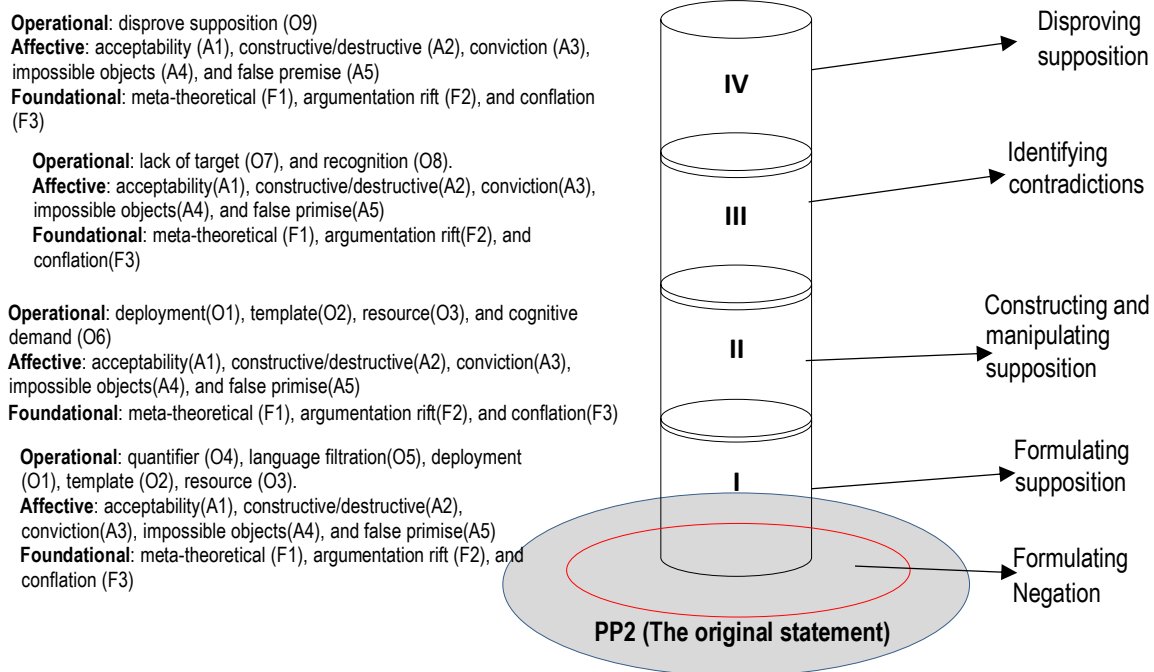 Operational: disprove supposition (O9)
Affective: acceptability (A1), constructive/destructive (A2), conviction (A3),
impossible objects (A4), and false premise (A5)
Foundational: meta-theoretical (F1), argumentation rift (F2), and conflation
(F3)
Operational: lack of target (O7), and recognition (O8).
Affective: acceptability(A1), constructive/destructive(A2), conviction(A3),
impossible objects(A4), and false primise(A5)
Foundational: meta-theoretical (F1), argumentation rift(F2), and
conflation(F3)
Operational: deployment(O1), template(O2), resource(O3), and cognitive
demand (O6)
Affective: acceptability(A1), constructive/destructive(A2), conviction(A3),
impossible objects(A4), and false primise(A5)
Foundational: meta-theoretical (F1), argumentation rift(F2), and conflation(F3)
Operational: quantifier (O4), language filtration(O5), deployment
(O1), template (O2), resource (O3).
Affective: acceptability(A1), constructive/destructive(A2),
conviction(A3), impossible objects(A4), and false primise(A5)
Foundational: meta-theoretical (F1), argumentation rift (F2), and
conflation (F3)
IV
III
II
I
PP2 (The original statement)
Disproving
supposition
Identifying
contradictions
Constructing and
manipulating
supposition
Formulating
supposition
Formulating
Negation